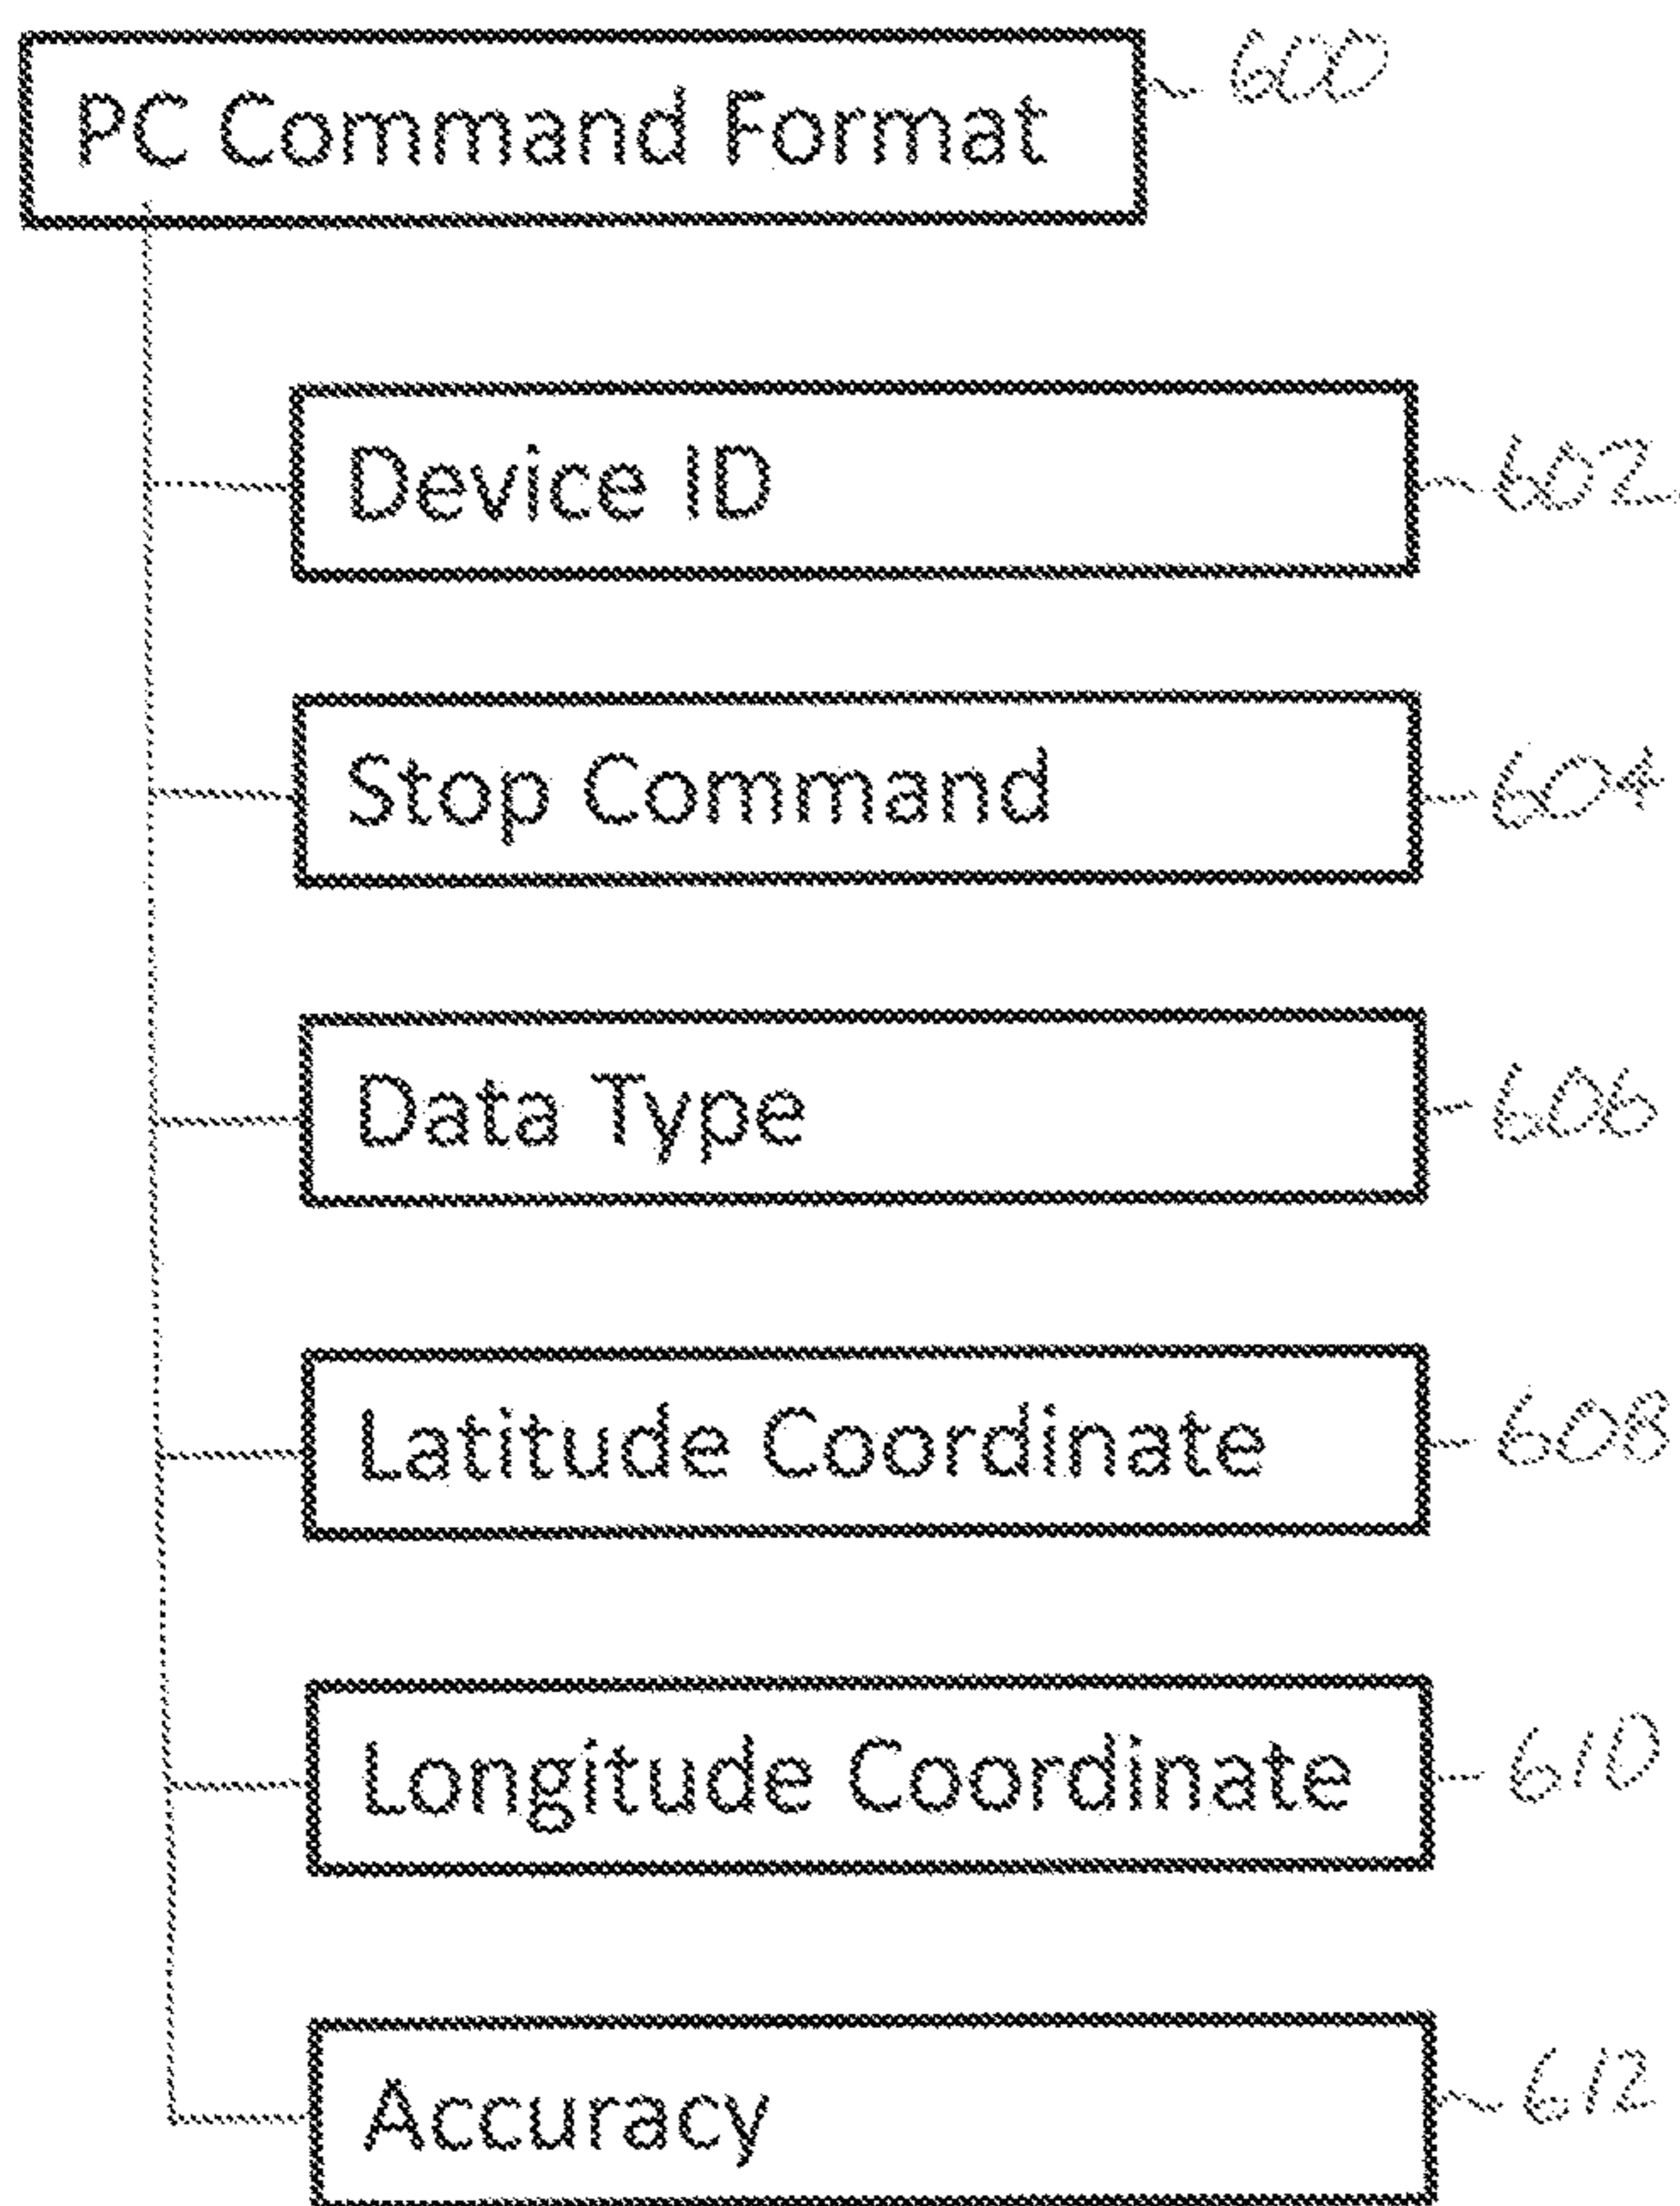 PC Command Format 600
Device ID 602
Stop Command 604
Data Type 606
Latitude Coordinate 608
Longitude Coordinate 610
Accuracy 612